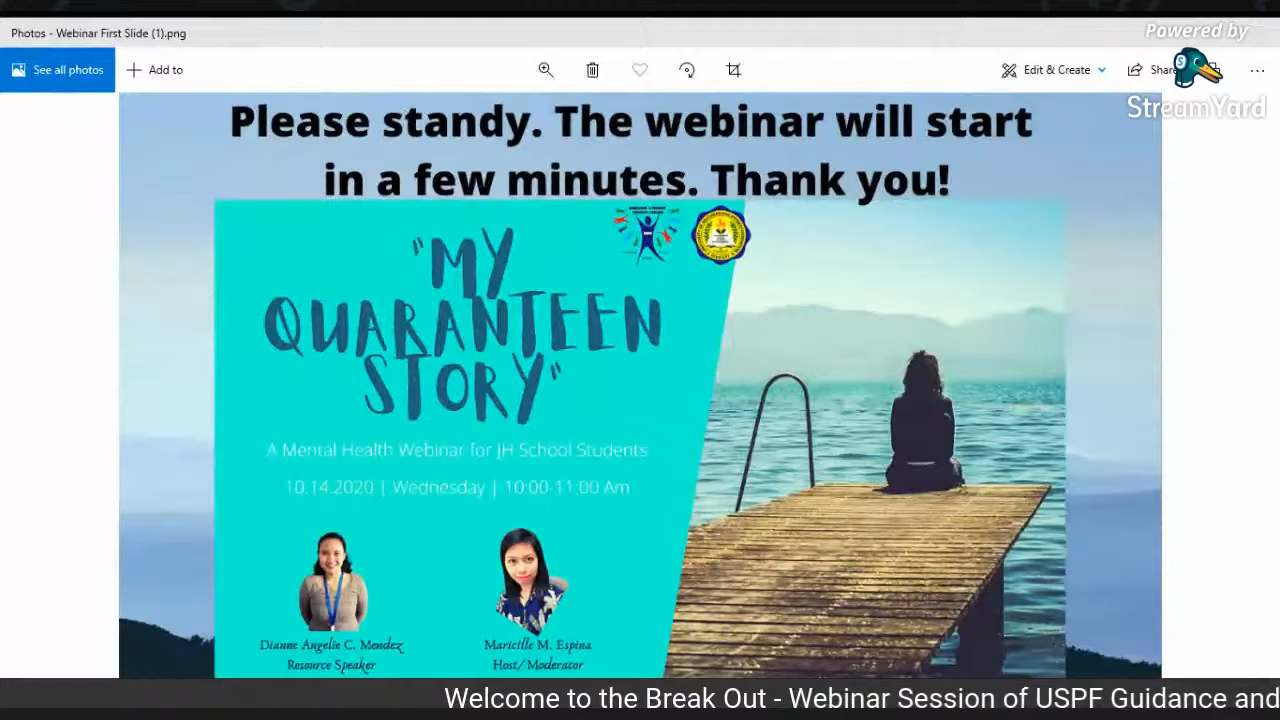 Photos - Webinar First Slide (1).png
Powered by
See all photos
Add to
Edit & Create
Share
StreamYard
Please standy. The webinar will start
in a few minutes. Thank you!
"MY
QUARANTEEN
STORY"
A Mental Health Webinar for JH School Students
10.14.2020 | Wednesday | 10:00-11:00 Am
Dianne Angelie C. Mendez
Resource Speaker
Maricille M. Espina
Host/Moderator
Welcome to the Break Out - Webinar Session of USPF Guidance and